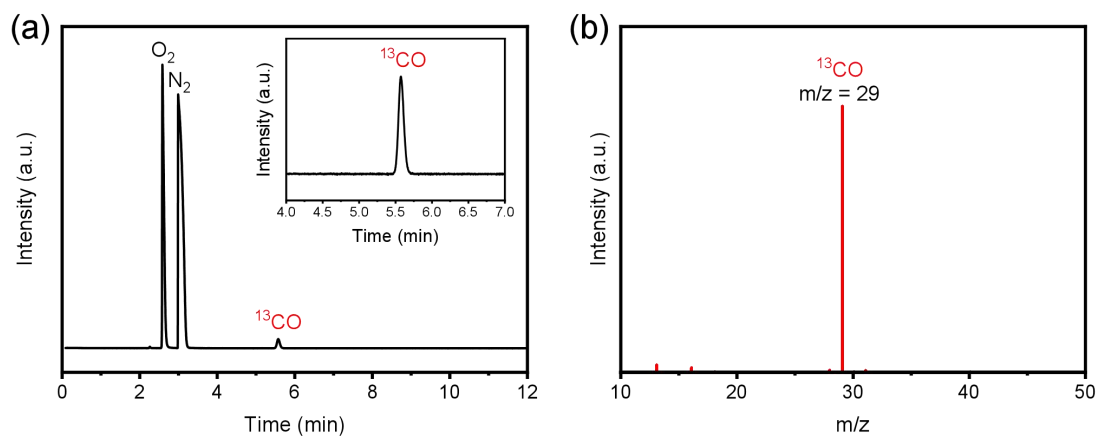 (a)
O₂
N₂
¹³CO
Intensity (a.u.)
0 2 4 6 8 10 12
Time (min)
¹³CO
Intensity (a.u.)
4.0 4.5 5.0 5.5 6.0 6.5 7.0
Time (min)
(b)
¹³CO
m/z = 29
Intensity (a.u.)
10 20 30 40 50
m/z